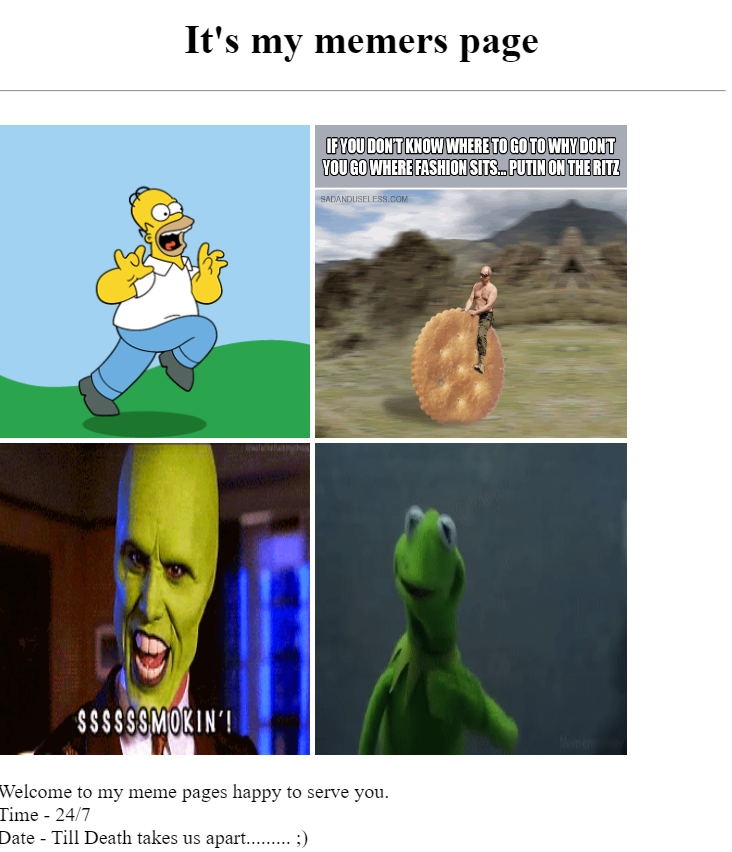 It's my memers page
IF YOU DON'T KNOW WHERE TO GO TO WHY DON'T
YOU GO WHERE FASHION SITS... PUTIN ON THE RITZ
SADANDUSELESS.COM
SSSSSSMOKIN'!
Welcome to my meme pages happy to serve you.
Time - 24/7
Date - Till Death takes us apart......... ;)